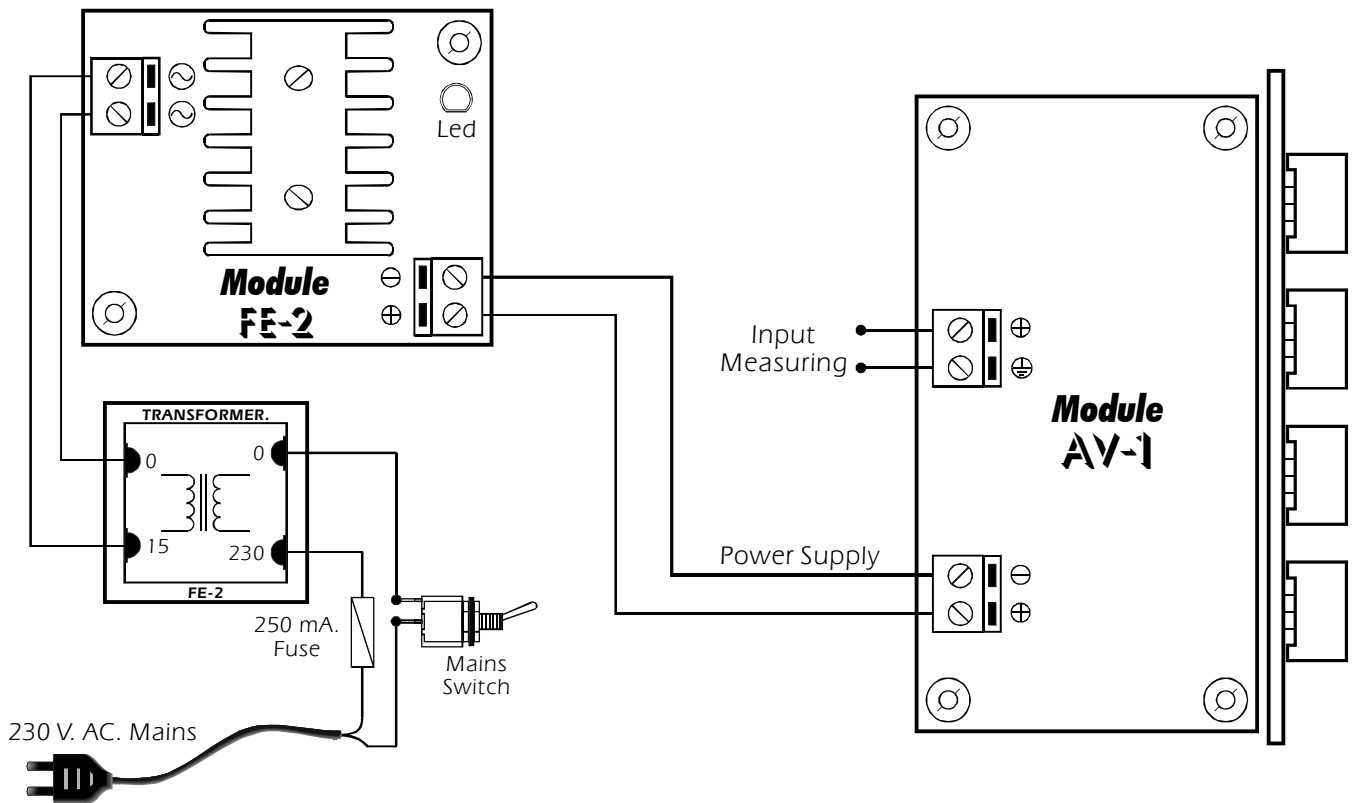 Led
Module
FE-2
TRANSFORMER.
0
0
15
230
FE-2
250 mA.
Fuse
Mains
Switch
230 V. AC. Mains
Input
Measuring
Power Supply
Module
AV-1